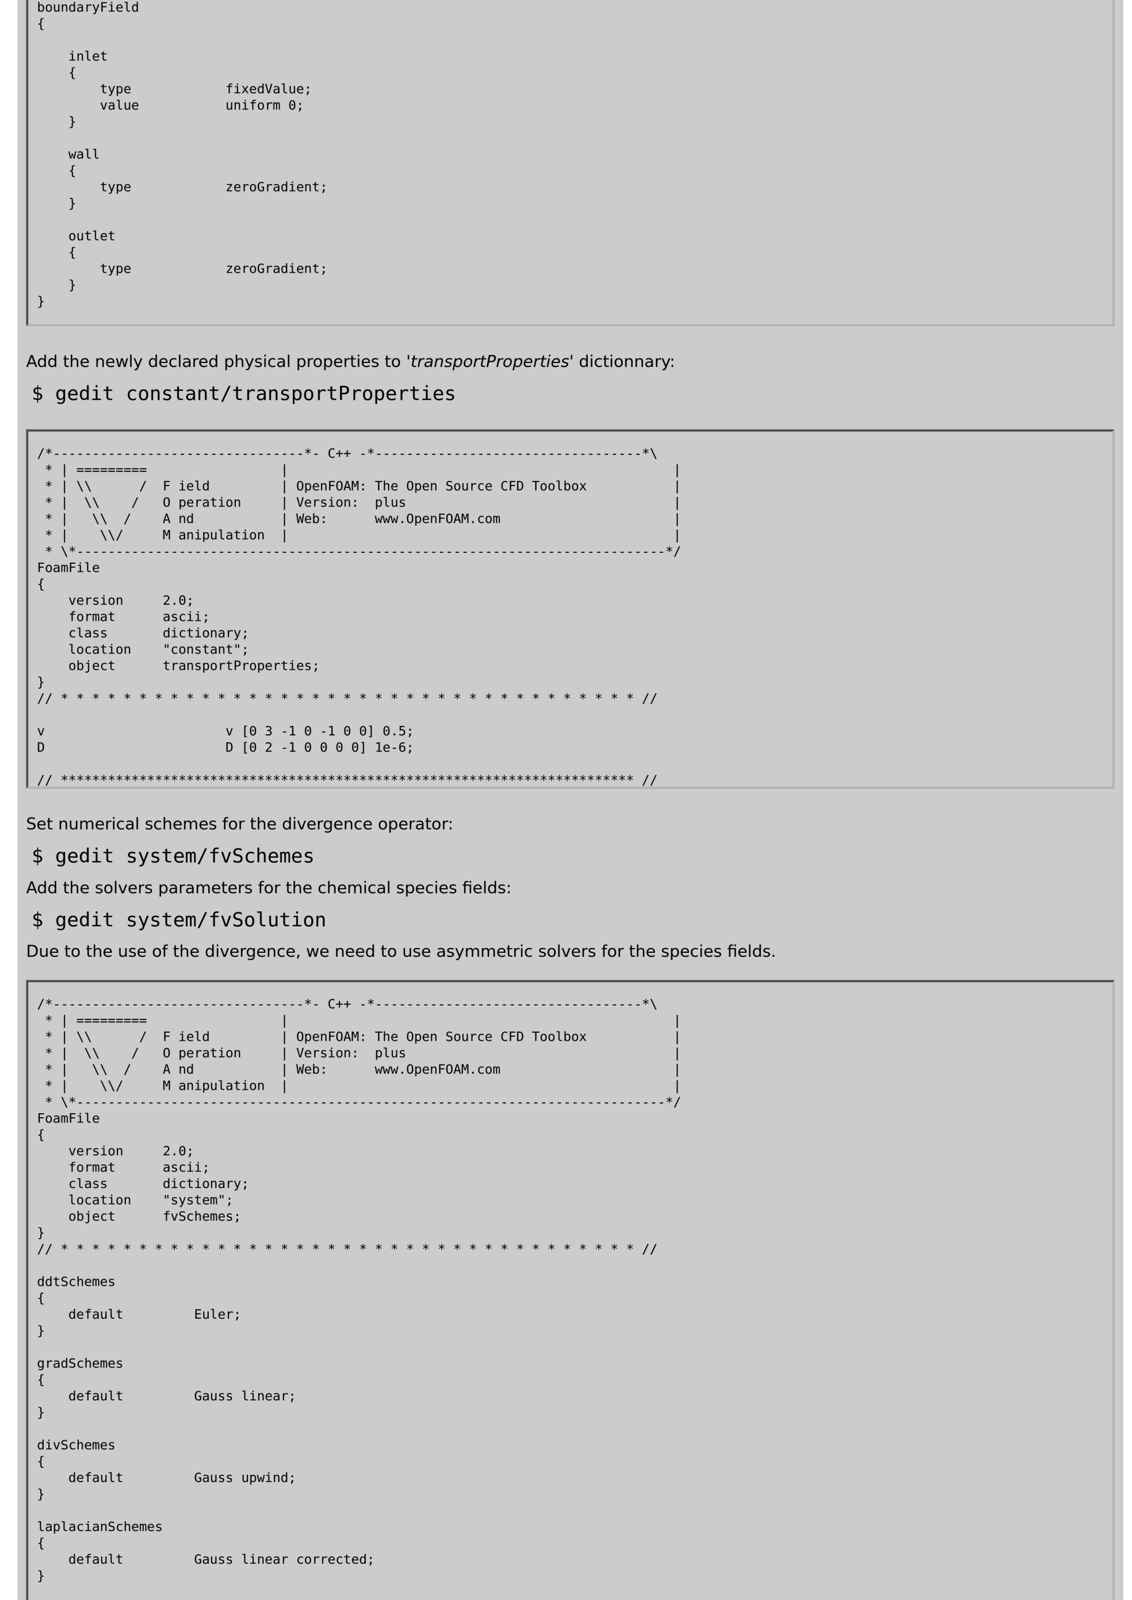 boundaryField
{
    inlet
    {
        type            fixedValue;
        value           uniform 0;
    }
    wall
    {
        type            zeroGradient;
    }
    outlet
    {
        type            zeroGradient;
    }
}
Add the newly declared physical properties to 'transportProperties' dictionnary:
$ gedit constant/transportProperties
/*--------------------------------*- C++ -*----------------------------------*\
 * | =========                 |                                                 |
 * | \\      /  F ield         | OpenFOAM: The Open Source CFD Toolbox           |
 * |  \\    /   O peration     | Version:  plus                                  |
 * |   \\  /    A nd           | Web:      www.OpenFOAM.com                      |
 * |    \\/     M anipulation  |                                                 |
 * \*---------------------------------------------------------------------------*/
FoamFile
{
    version     2.0;
    format      ascii;
    class       dictionary;
    location    "constant";
    object      transportProperties;
}
// * * * * * * * * * * * * * * * * * * * * * * * * * * * * * * * * * * * * * //
v                       v [0 3 -1 0 -1 0 0] 0.5;
D                       D [0 2 -1 0 0 0 0] 1e-6;
// ************************************************************************* //
Set numerical schemes for the divergence operator:
$ gedit system/fvSchemes
Add the solvers parameters for the chemical species fields:
$ gedit system/fvSolution
Due to the use of the divergence, we need to use asymmetric solvers for the species fields.
/*--------------------------------*- C++ -*----------------------------------*\
 * | =========                 |                                                 |
 * | \\      /  F ield         | OpenFOAM: The Open Source CFD Toolbox           |
 * |  \\    /   O peration     | Version:  plus                                  |
 * |   \\  /    A nd           | Web:      www.OpenFOAM.com                      |
 * |    \\/     M anipulation  |                                                 |
 * \*---------------------------------------------------------------------------*/
FoamFile
{
    version     2.0;
    format      ascii;
    class       dictionary;
    location    "system";
    object      fvSchemes;
}
// * * * * * * * * * * * * * * * * * * * * * * * * * * * * * * * * * * * * * //
ddtSchemes
{
    default         Euler;
}
gradSchemes
{
    default         Gauss linear;
}
divSchemes
{
    default         Gauss upwind;
}
laplacianSchemes
{
    default         Gauss linear corrected;
}